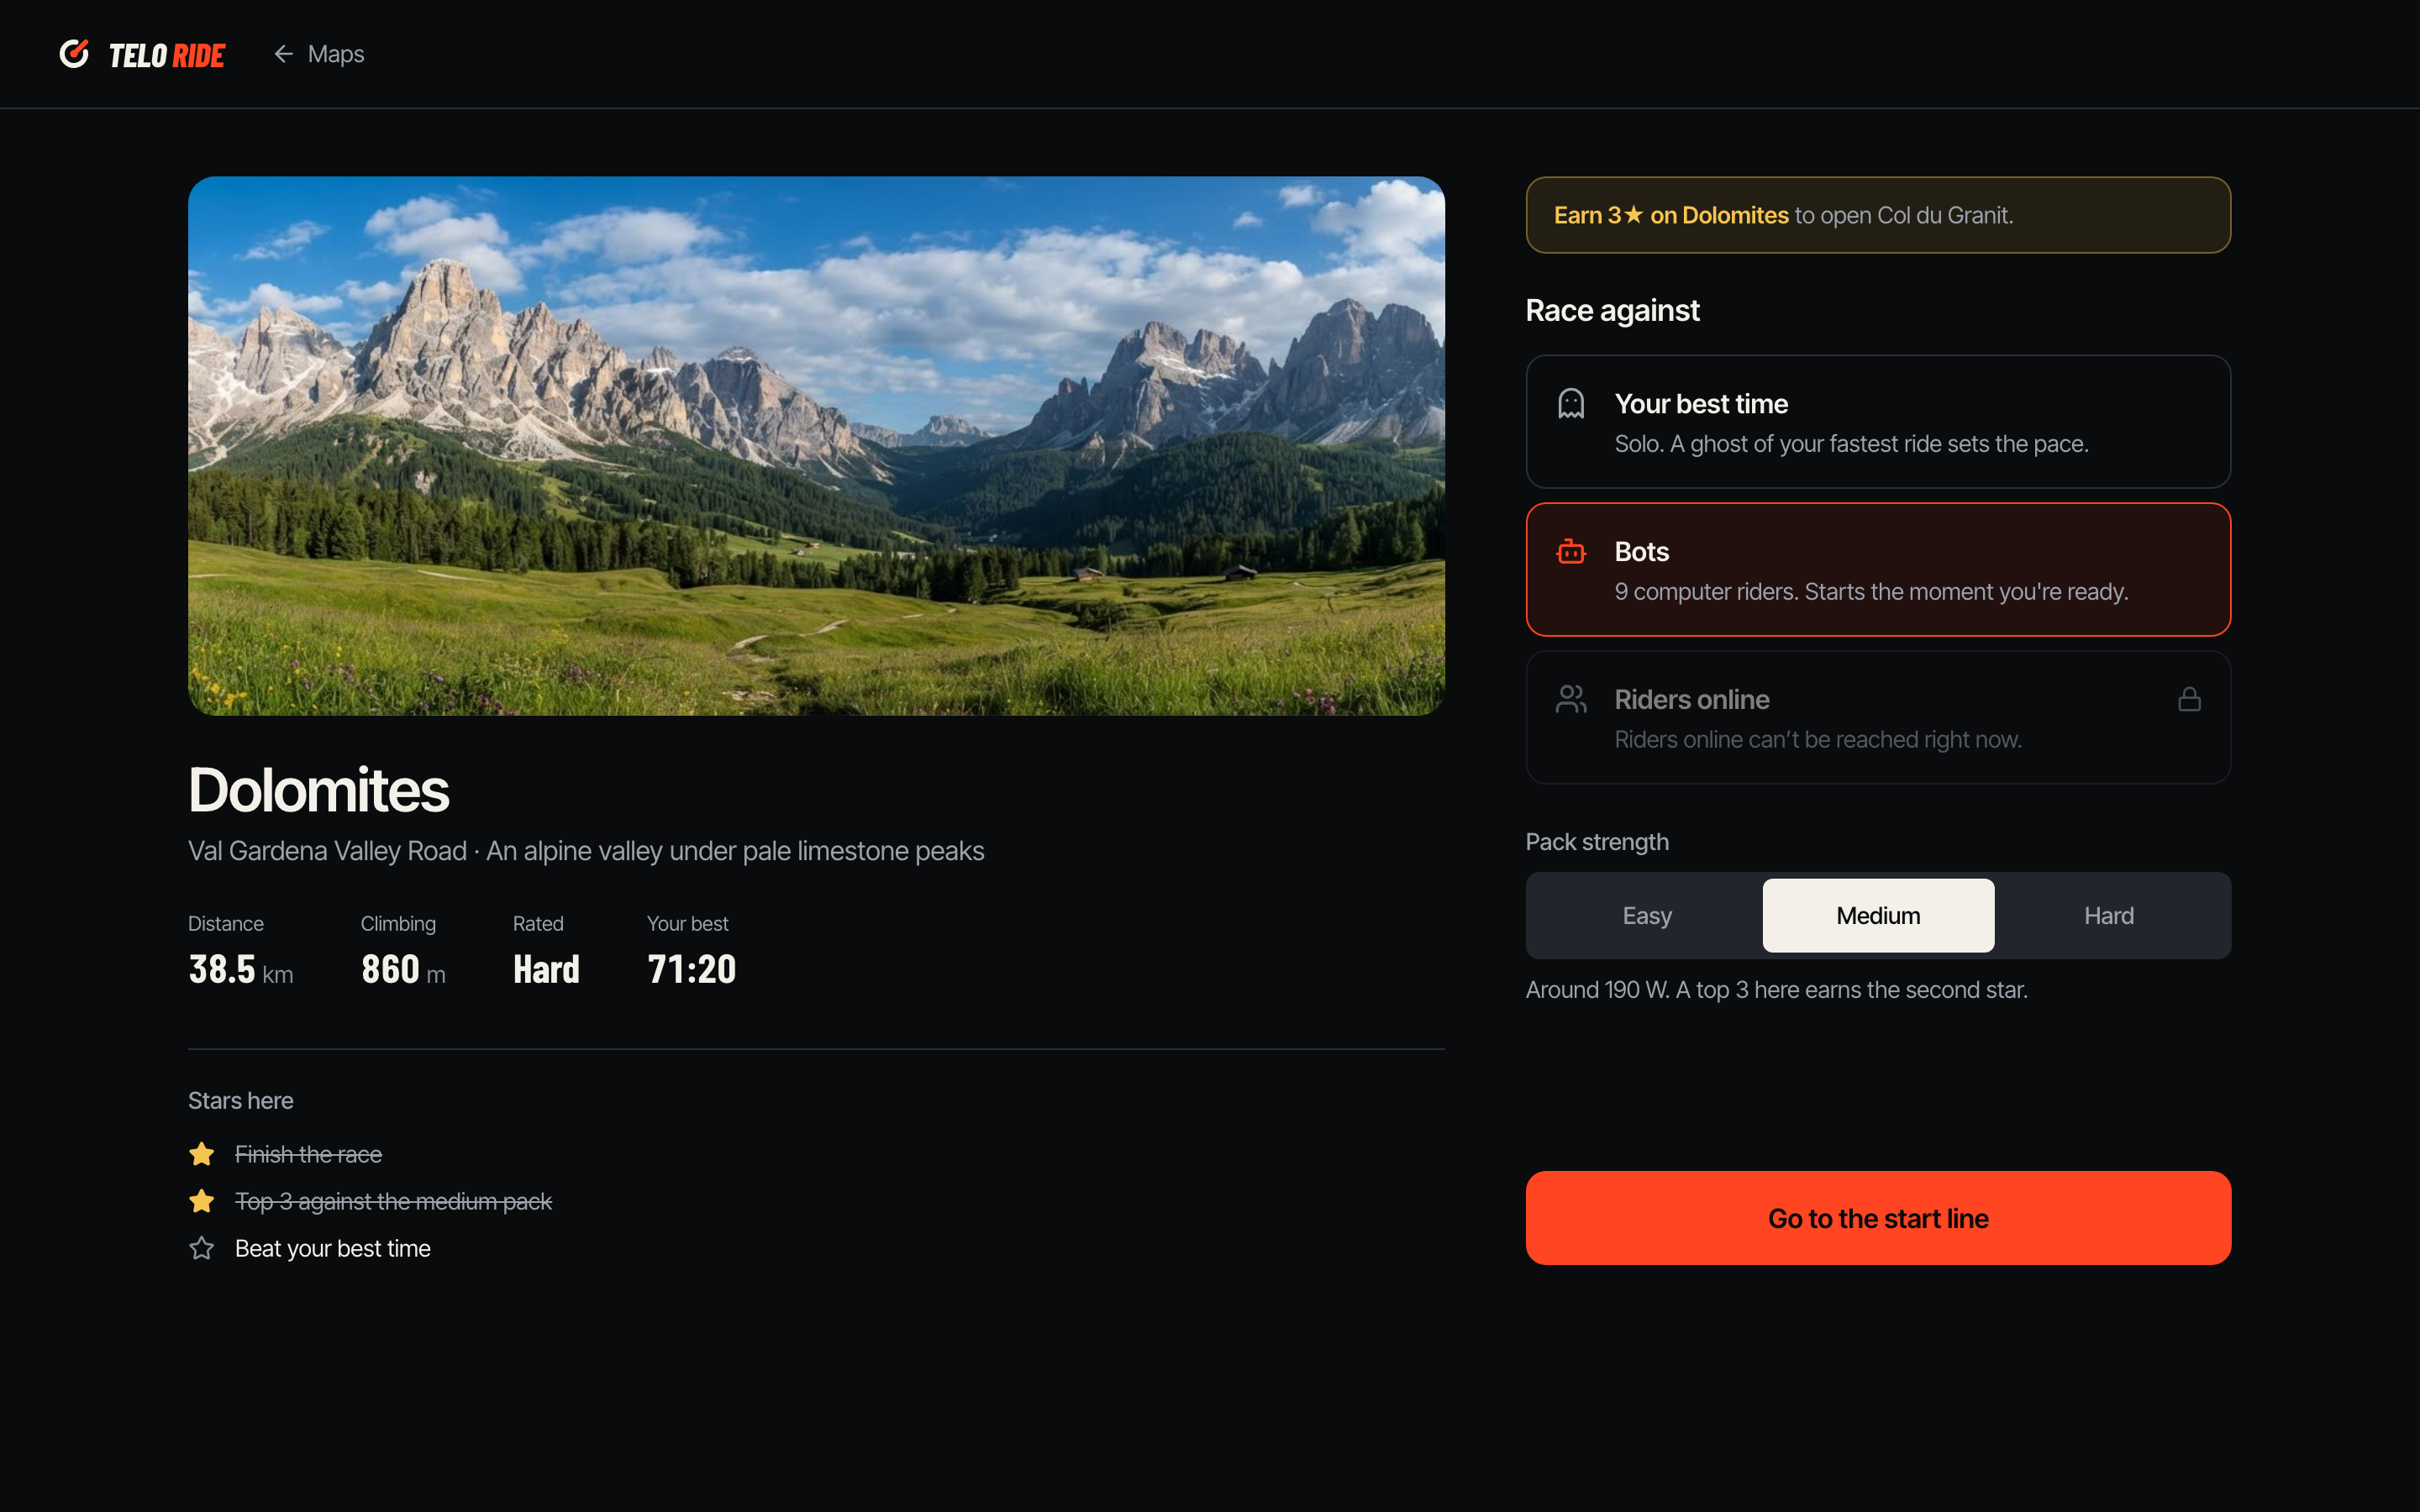 TELO RIDE
← Maps
Earn 3★ on Dolomites to open Col du Granit.
Race against
Your best time
Solo. A ghost of your fastest ride sets the pace.
Bots
9 computer riders. Starts the moment you're ready.
Riders online
Riders online can’t be reached right now.
Pack strength
Easy Medium Hard
Around 190 W. A top 3 here earns the second star.
Go to the start line
Dolomites
Val Gardena Valley Road · An alpine valley under pale limestone peaks
Distance Climbing Rated Your best
38.5 km 860 m Hard 71:20
Stars here
Finish the race
Top 3 against the medium pack
Beat your best time